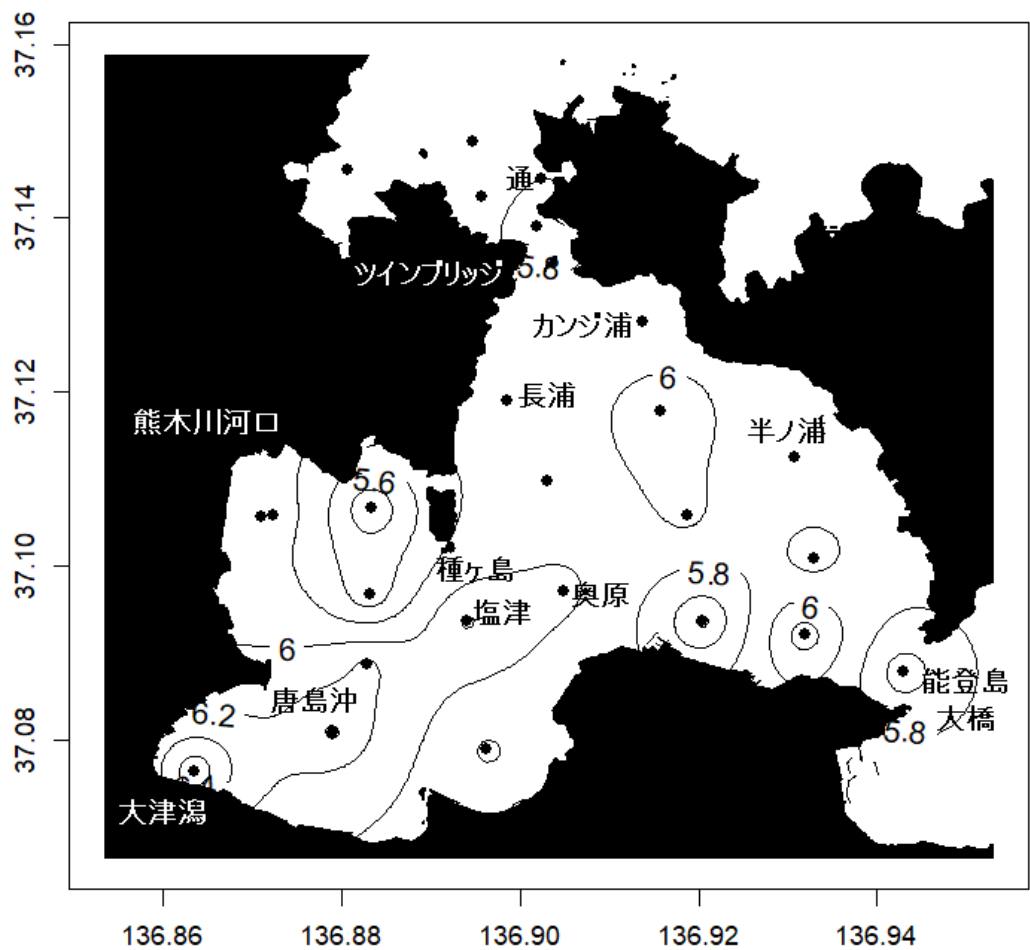 37.16
通
37.14
ツインブリッジ
5.8
カンジ浦
6
37.12
長浦
熊木川河口
半ノ浦
5.6
37.10
種ヶ島
5.8
奥原
塩津
6
6
能登島
大橋
唐島沖
6.2
5.8
37.08
6.4
大津潟
136.86 136.88 136.90 136.92 136.94